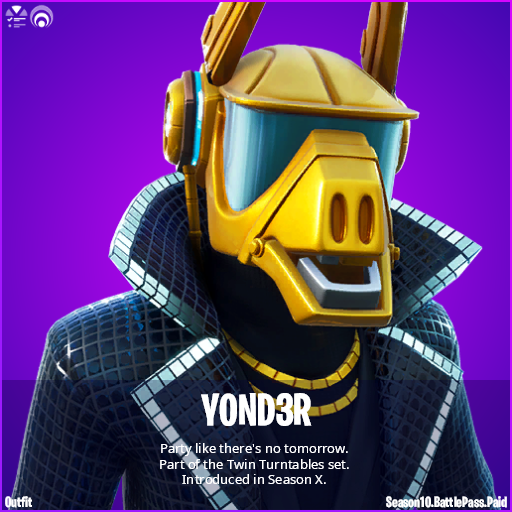 YOND3R
Party like there's no tomorrow.
Part of the Twin Turntables set.
Introduced in Season X.
Outfit
Season10.BattlePass.Paid